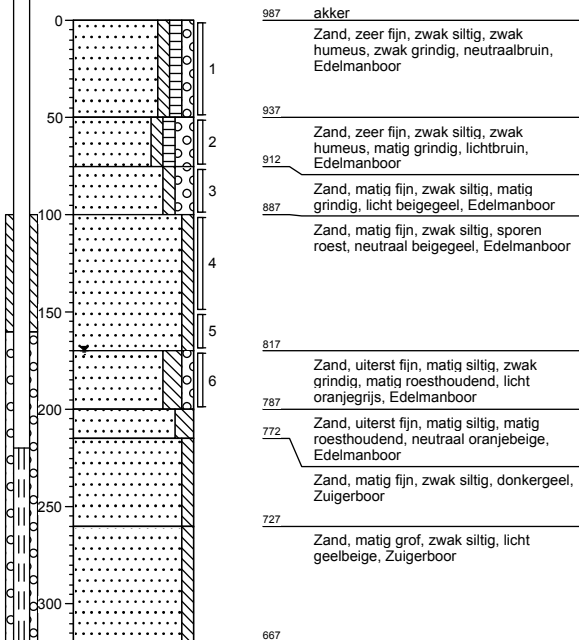 987 akker
0
Zand, zeer fijn, zwak siltig, zwak
humeus, zwak grindig, neutraalbruin,
Edelmanboor
1
937
50
Zand, zeer fijn, zwak siltig, zwak
humeus, matig grindig, lichtbruin,
Edelmanboor
2
912
Zand, matig fijn, zwak siltig, matig
grindig, licht beigegeel, Edelmanboor
3
887
100
Zand, matig fijn, zwak siltig, sporen
roest, neutraal beigegeel, Edelmanboor
4
150
5
817
Zand, uiterst fijn, matig siltig, zwak
grindig, matig roesthoudend, licht
oranjegrijs, Edelmanboor
6
787
200
Zand, uiterst fijn, matig siltig, matig
roesthoudend, neutraal oranjebeige,
Edelmanboor
772
Zand, matig fijn, zwak siltig, donkergeel,
Zuigerboor
250
727
Zand, matig grof, zwak siltig, licht
geelbeige, Zuigerboor
300
667